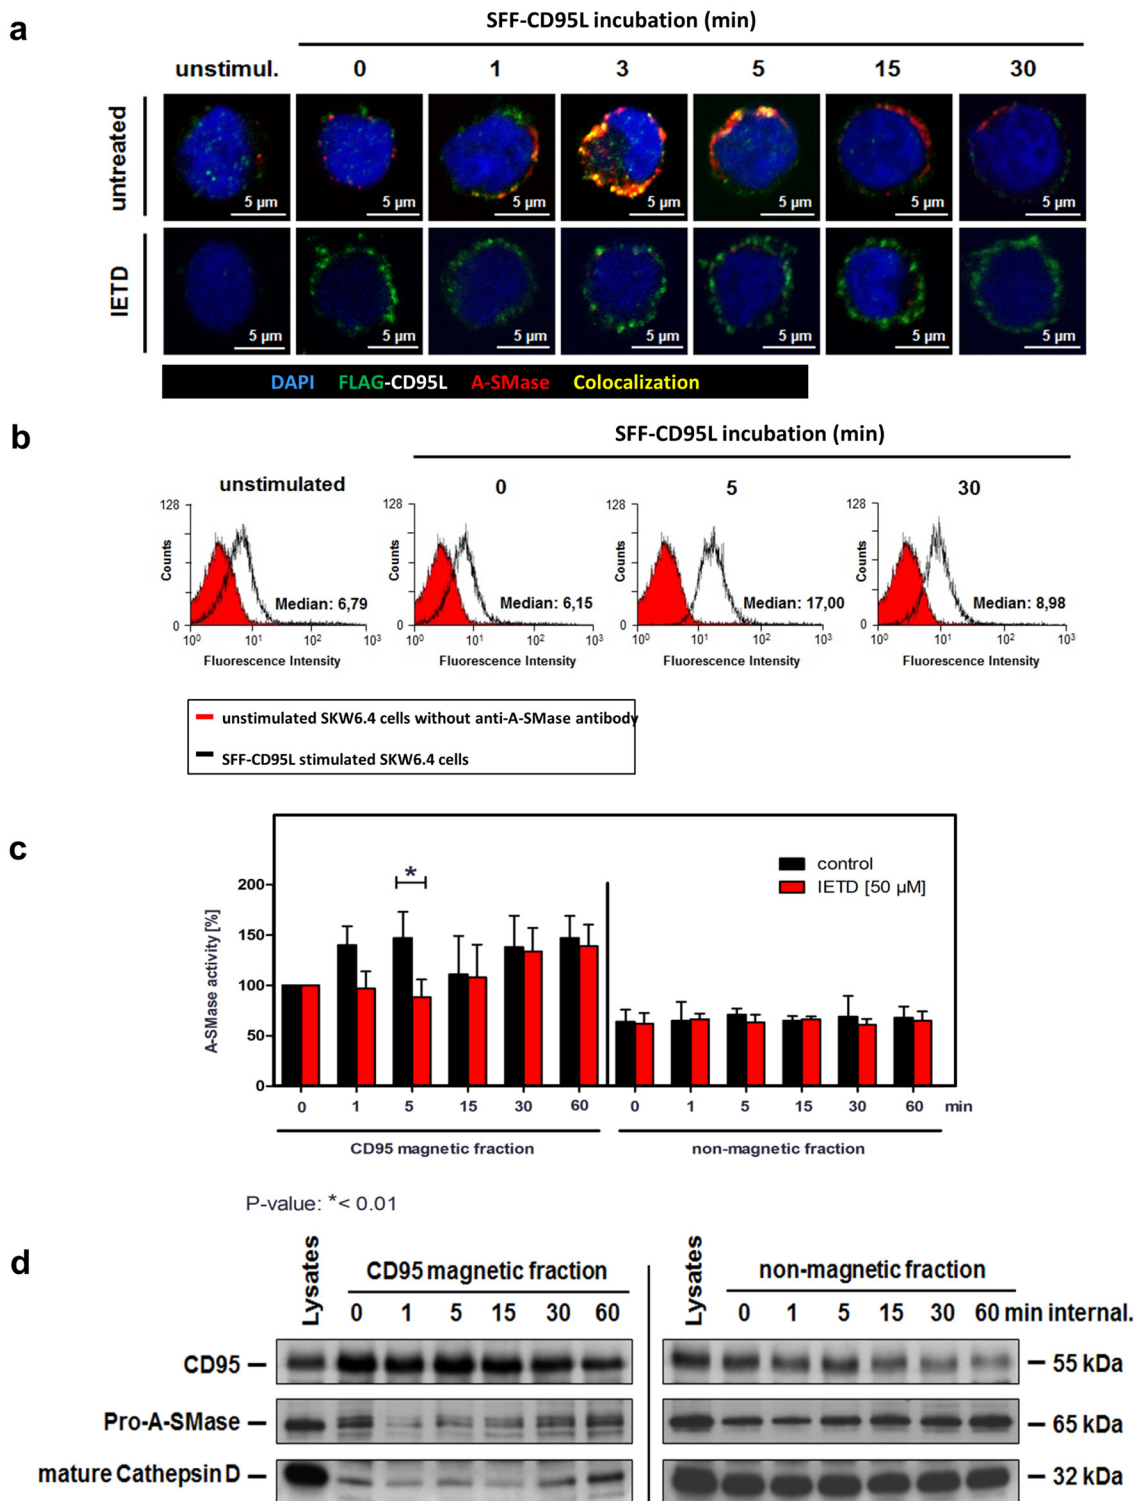 a
SFF-CD95L incubation (min)
unstimul. 0 1 3 5 15 30
untreated
5 µm 5 µm 5 µm 5 µm 5 µm 5 µm 5 µm
IETD
5 µm 5 µm 5 µm 5 µm 5 µm 5 µm 5 µm
DAPI FLAG-CD95L A-SMase Colocalization
b
SFF-CD95L incubation (min)
unstimulated 0 5 30
128 128 128 128
Counts Counts Counts Counts
Median: 6,79 Median: 6,15 Median: 17,00 Median: 8,98
0 0 0 0
10⁰ 10¹ 10² 10³ 10⁰ 10¹ 10² 10³ 10⁰ 10¹ 10² 10³ 10⁰ 10¹ 10² 10³
Fluorescence Intensity Fluorescence Intensity Fluorescence Intensity Fluorescence Intensity
unstimulated SKW6.4 cells without anti-A-SMase antibody
SFF-CD95L stimulated SKW6.4 cells
c
control
IETD [50 µM]
*
A-SMase activity [%]
200
150
100
50
0
0 1 5 15 30 60 0 1 5 15 30 60 min
CD95 magnetic fraction non-magnetic fraction
P-value: *< 0.01
d
Lysates CD95 magnetic fraction Lysates non-magnetic fraction
0 1 5 15 30 60 0 1 5 15 30 60 min internal.
CD95 55 kDa
Pro-A-SMase 65 kDa
mature Cathepsin D 32 kDa